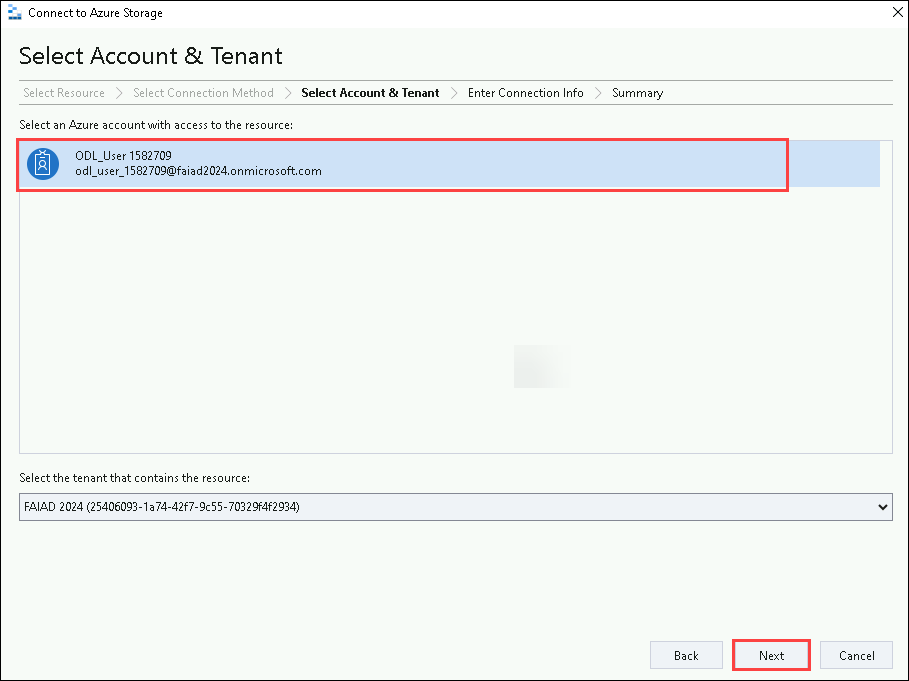 Connect to Azure Storage
Select Account & Tenant
Select Resource Select Connection Method Select Account & Tenant Enter Connection Info Summary
Select an Azure account with access to the resource:
ODL_User 1582709
odl_user_1582709@faiad2024.onmicrosoft.com
Select the tenant that contains the resource:
FAIAD 2024 (25406093-1a74-42f7-9c55-70329f4f2934)
Back Next Cancel